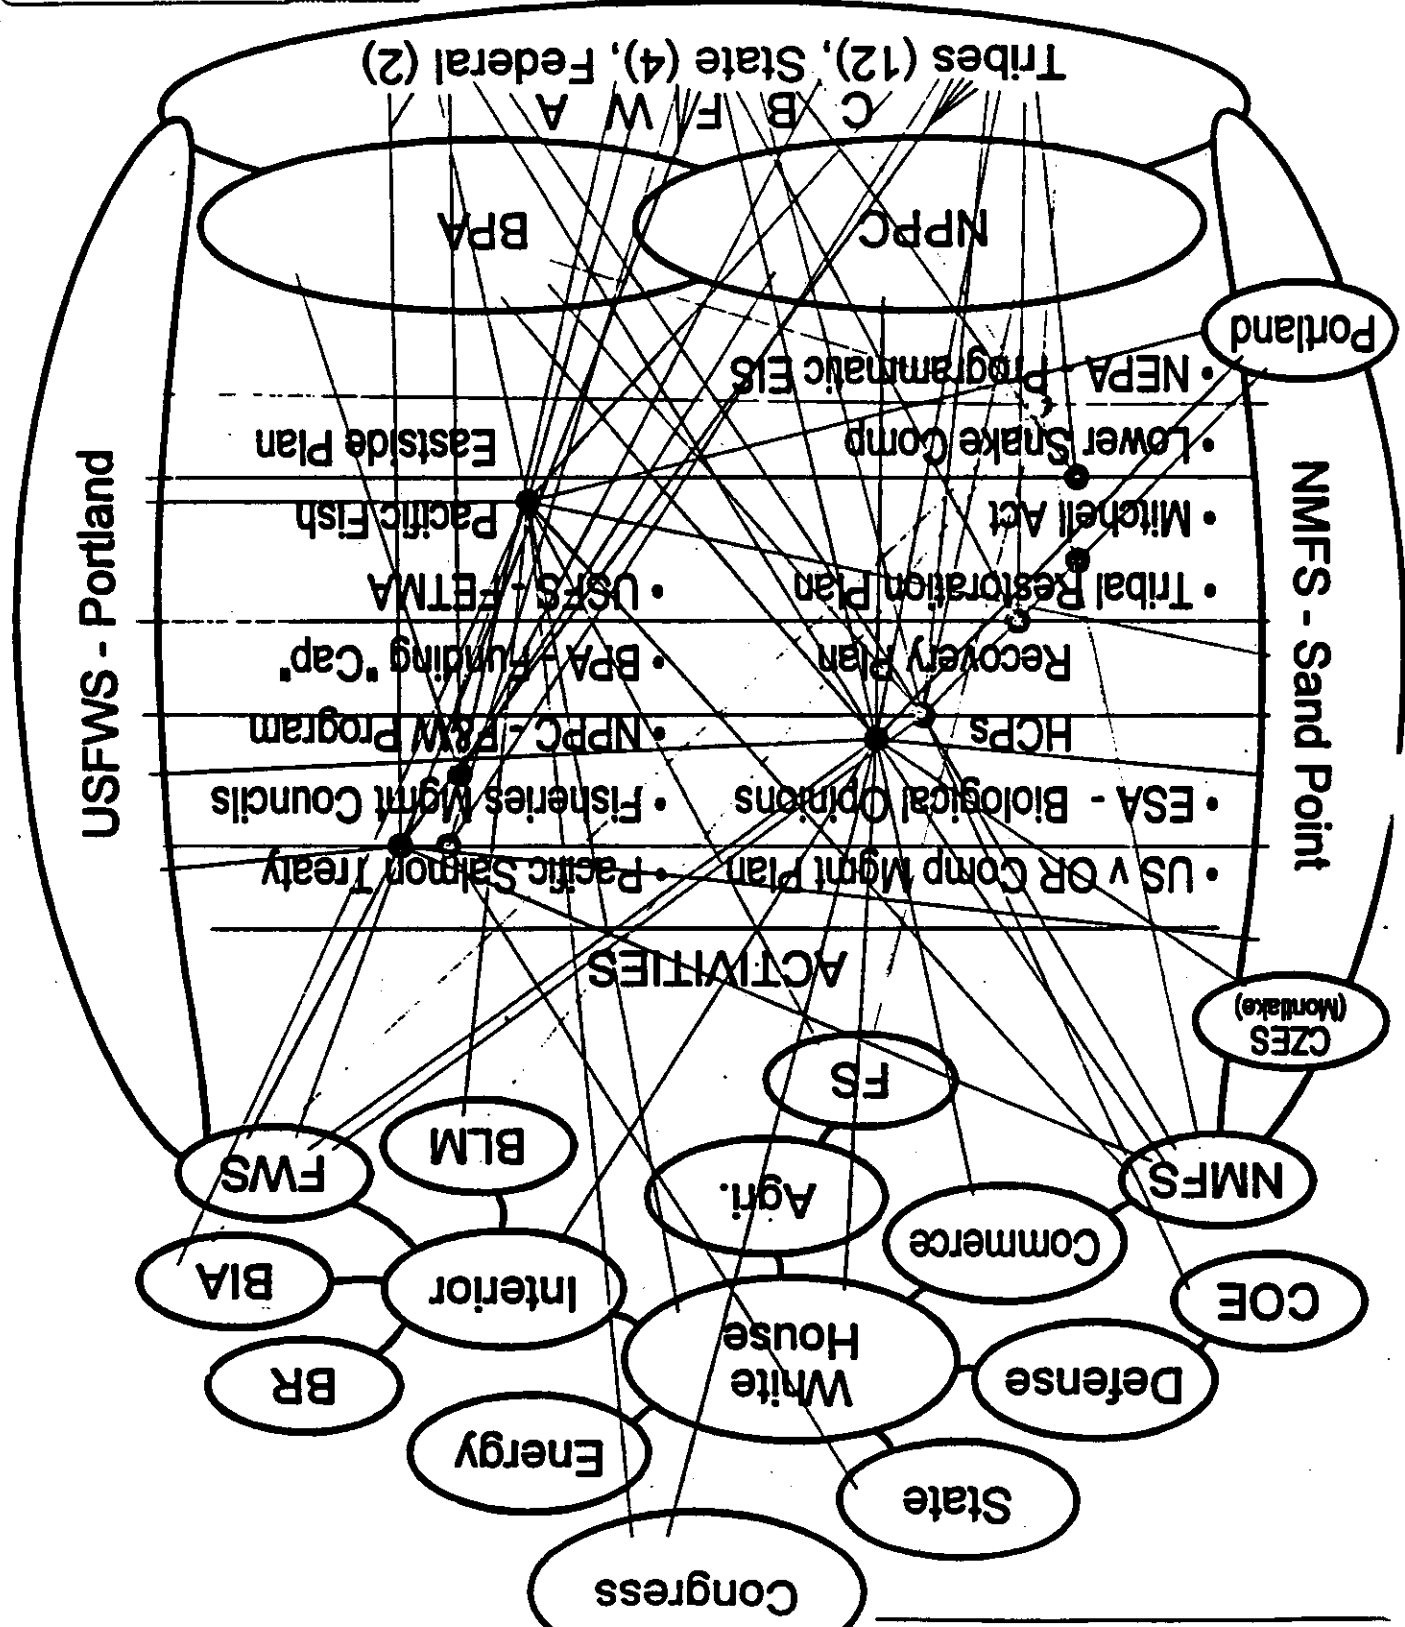 Congress
State
Energy
White
House
Defense
BR
COE
Interior
BIA
Commerce
Agri.
NMFS
FWS
BLM
FS
CZES
(Montlake)
ACTIVITIES
• US v OR Comp Mgmt Plan
• ESA - Biological Opinions
HCPs
Recovery Plan
• Tribal Restoration Plan
• Mitchell Act
• Lower Snake Comp
• NEPA - Programmatic EIS
• Pacific Salmon Treaty
• Fisheries Mgmt Councils
• NPPC - F&W Program
• BPA - Funding "Cap"
• USFS - FETMA
Pacific Fish
Eastside Plan
NMFS - Sand Point
USFWS - Portland
Portland
NPPC
BPA
C B F W A
Tribes (12), State (4), Federal (2)